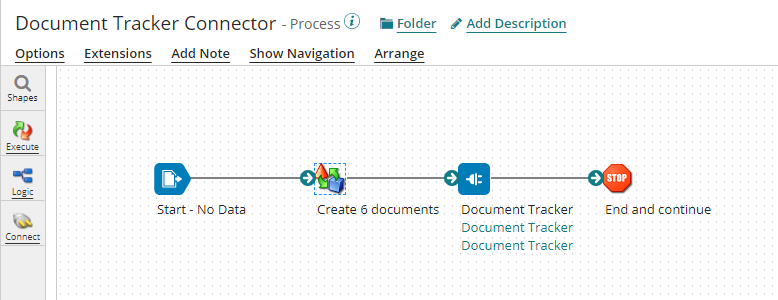 Document Tracker Connector - Process i Folder Add Description
Options Extensions Add Note Show Navigation Arrange
Shapes
Execute
Logic
Connect
Start - No Data
Create 6 documents
Document Tracker
Document Tracker
Document Tracker
STOP
End and continue